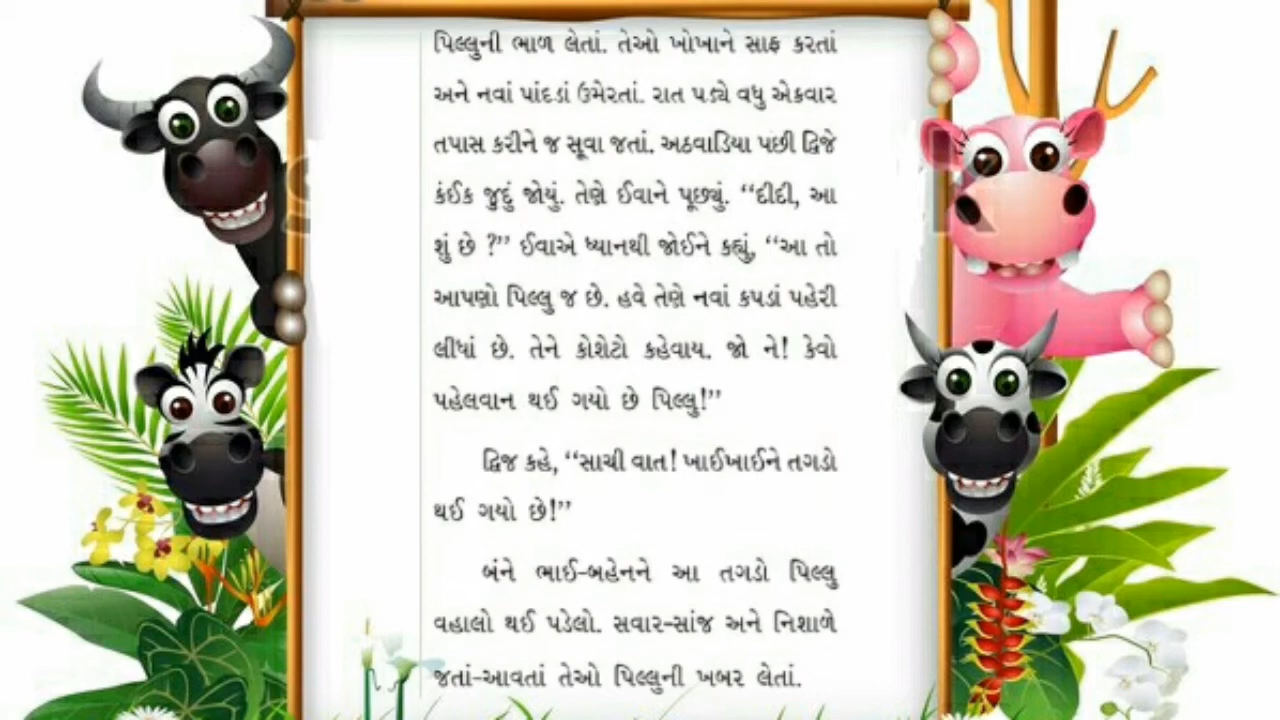 પિલ્લુની ભાળ લેતાં. તેઓ ખોખાને સાફ કરતાં
અને નવાં પાંદડાં ઉમેરતાં. રાત પડ્યે વધુ એકવાર
તપાસ કરીને જ સૂવા જતાં. અઠવાડિયા પછી દ્વિજે
કંઈક જુદું જોયું. તેણે ઈવાને પૂછ્યું. “દીદી, આ
શું છે ?” ઈવાએ ધ્યાનથી જોઈને કહ્યું, “આ તો
આપણો પિલ્લુ જ છે. હવે તેણે નવાં કપડાં પહેરી
લીધાં છે. તેને કોશેટો કહેવાય. જો ને! કેવો
પહેલવાન થઈ ગયો છે પિલ્લુ!”
દ્વિજ કહે, “સાચી વાત! ખાઈખાઈને તગડો
થઈ ગયો છે!”
બંને ભાઈ-બહેનને આ તગડો પિલ્લુ
વહાલો થઈ પડેલો. સવાર-સાંજ અને નિશાળે
જતાં-આવતાં તેઓ પિલ્લુની ખબર લેતાં.